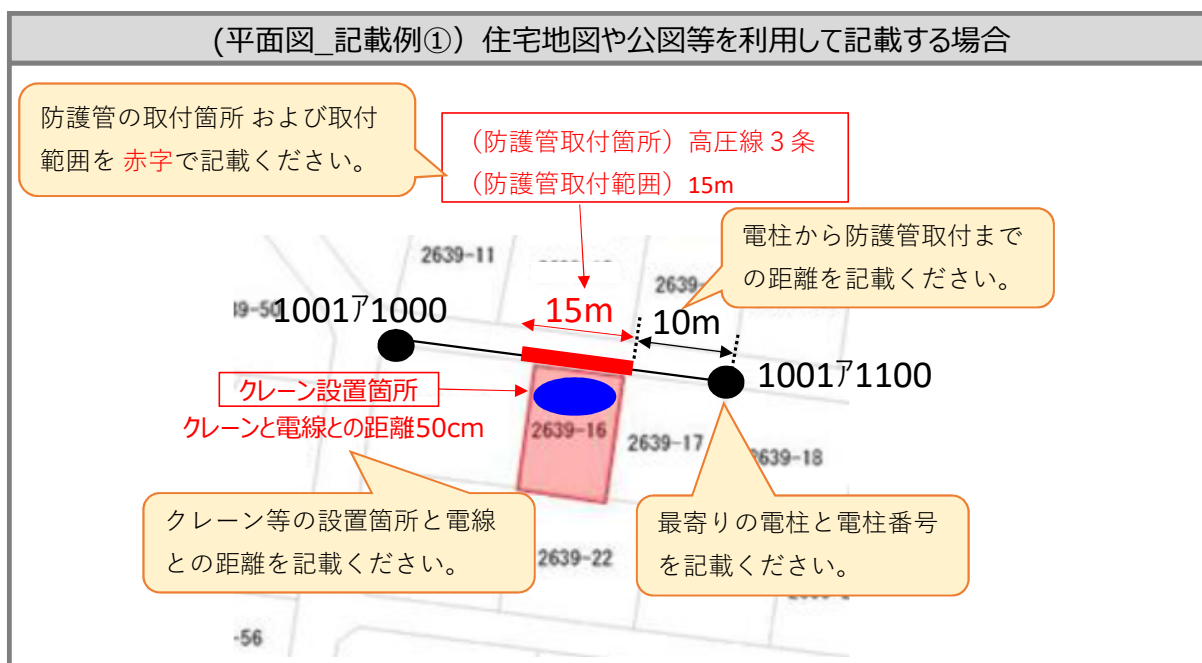 (平面図_記載例①）住宅地図や公図等を利用して記載する場合
防護管の取付箇所 および取付
範囲を 赤字で記載ください。
（防護管取付箇所）高圧線３条
（防護管取付範囲）15m
電柱から防護管取付まで
の距離を記載ください。
2639-11
2639-
39-50
1001ｱ1000
15m
10m
1001ｱ1100
クレーン設置箇所
クレーンと電線との距離50cm
2639-16
2639-17
2639-18
クレーン等の設置箇所と電線
との距離を記載ください。
最寄りの電柱と電柱番号
を記載ください。
2639-22
-56